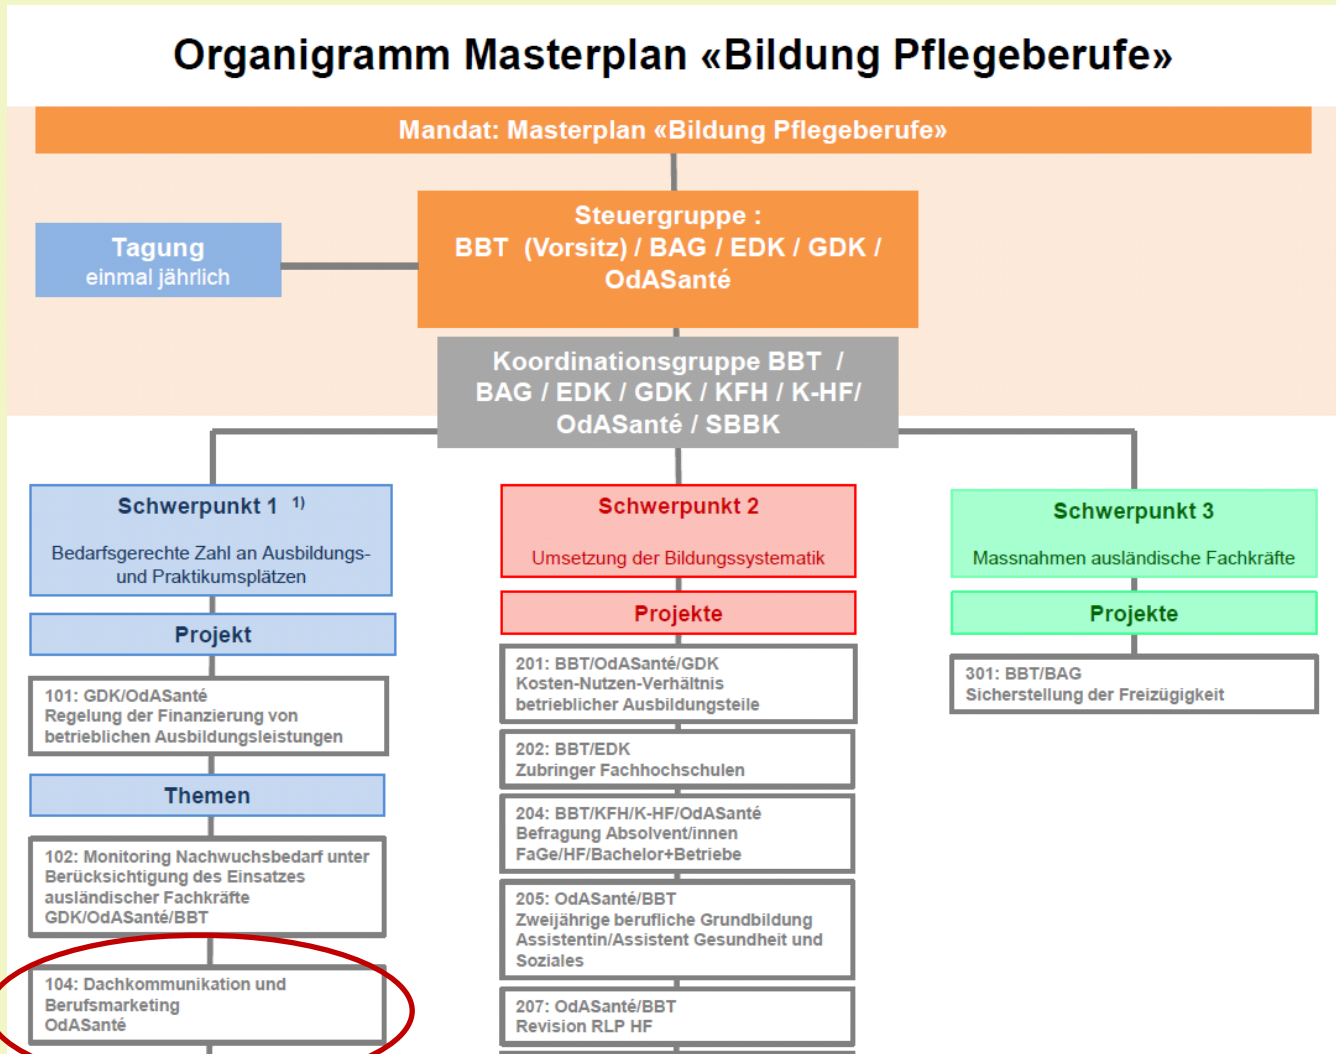 Organigramm Masterplan «Bildung Pflegeberufe»
Mandat: Masterplan «Bildung Pflegeberufe»
Steuergruppe :
BBT (Vorsitz) / BAG / EDK / GDK /
OdASanté
Tagung
einmal jährlich
Koordinationsgruppe BBT /
BAG / EDK / GDK / KFH / K-HF/
OdASanté / SBBK
Schwerpunkt 1 1)
Bedarfsgerechte Zahl an Ausbildungs-
und Praktikumsplätzen
Projekt
101: GDK/OdASanté
Regelung der Finanzierung von
betrieblichen Ausbildungsleistungen
Themen
102: Monitoring Nachwuchsbedarf unter
Berücksichtigung des Einsatzes
ausländischer Fachkräfte
GDK/OdASanté/BBT
104: Dachkommunikation und
Berufsmarketing
OdASanté
Schwerpunkt 2
Umsetzung der Bildungssystematik
Projekte
201: BBT/OdASanté/GDK
Kosten-Nutzen-Verhältnis
betrieblicher Ausbildungsteile
202: BBT/EDK
Zubringer Fachhochschulen
204: BBT/KFH/K-HF/OdASanté
Befragung Absolvent/innen
FaGe/HF/Bachelor+Betriebe
205: OdASanté/BBT
Zweijährige berufliche Grundbildung
Assistentin/Assistent Gesundheit und
Soziales
207: OdASanté/BBT
Revision RLP HF
Schwerpunkt 3
Massnahmen ausländische Fachkräfte
Projekte
301: BBT/BAG
Sicherstellung der Freizügigkeit